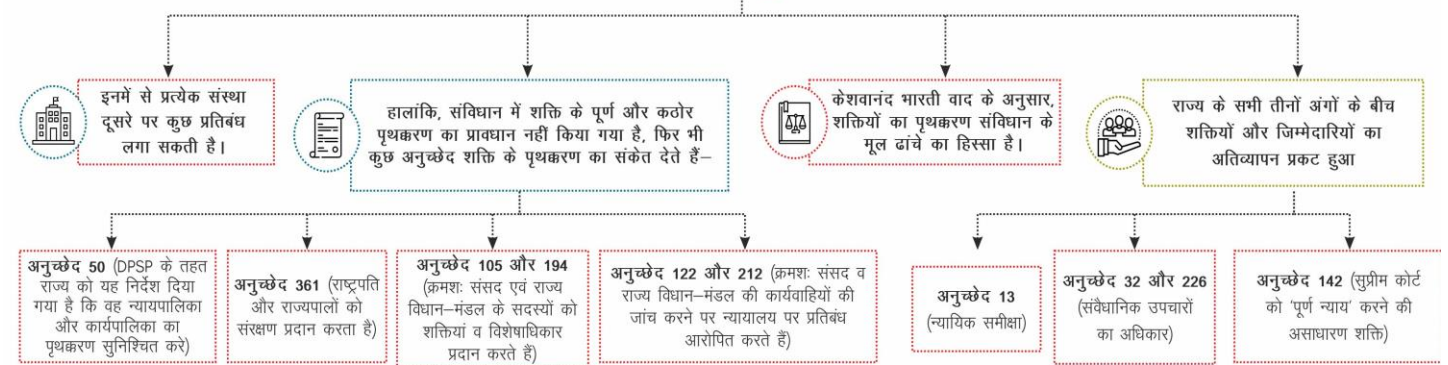 इनमें से प्रत्येक संस्था
दूसरे पर कुछ प्रतिबंध
लगा सकती है।
हालांकि, संविधान में शक्ति के पूर्ण और कठोर
पृथक्करण का प्रावधान नहीं किया गया है, फिर भी
कुछ अनुच्छेद शक्ति के पृथक्करण का संकेत देते हैं–
केशवानंद भारती वाद के अनुसार,
शक्तियों का पृथक्करण संविधान के
मूल ढांचे का हिस्सा है।
राज्य के सभी तीनों अंगों के बीच
शक्तियों और जिम्मेदारियों का
अतिव्यापन प्रकट हुआ
अनुच्छेद 50 (DPSP के तहत
राज्य को यह निर्देश दिया
गया है कि वह न्यायपालिका
और कार्यपालिका का
पृथक्करण सुनिश्चित करे)
अनुच्छेद 361 (राष्ट्रपति
और राज्यपालों को
संरक्षण प्रदान करता है)
अनुच्छेद 105 और 194
(क्रमशः संसद एवं राज्य
विधान–मंडल के सदस्यों को
शक्तियां व विशेषाधिकार
प्रदान करते हैं)
अनुच्छेद 122 और 212 (क्रमशः संसद व
राज्य विधान–मंडल की कार्यवाहियों की
जांच करने पर न्यायालय पर प्रतिबंध
आरोपित करते हैं)
अनुच्छेद 13
(न्यायिक समीक्षा)
अनुच्छेद 32 और 226
(संवैधानिक उपचारों
का अधिकार)
अनुच्छेद 142 (सुप्रीम कोर्ट
को 'पूर्ण न्याय' करने की
असाधारण शक्ति)